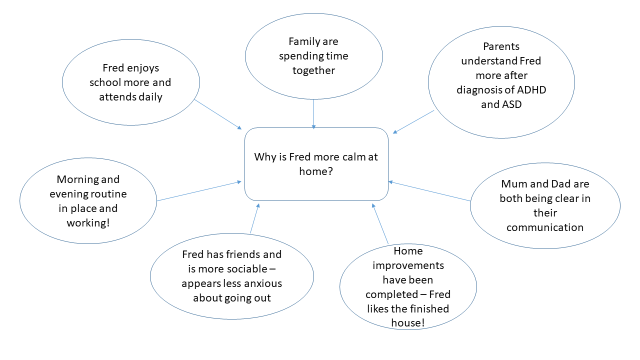 Family are
spending time
together
Fred enjoys
school more and
attends daily
Parents
understand Fred
more after
diagnosis of ADHD
and ASD
Why is Fred more calm at
home?
Morning and
evening routine
in place and
working!
Mum and Dad are
both being clear in
their
communication
Fred has friends and
is more sociable –
appears less anxious
about going out
Home
improvements
have been
completed – Fred
likes the finished
house!